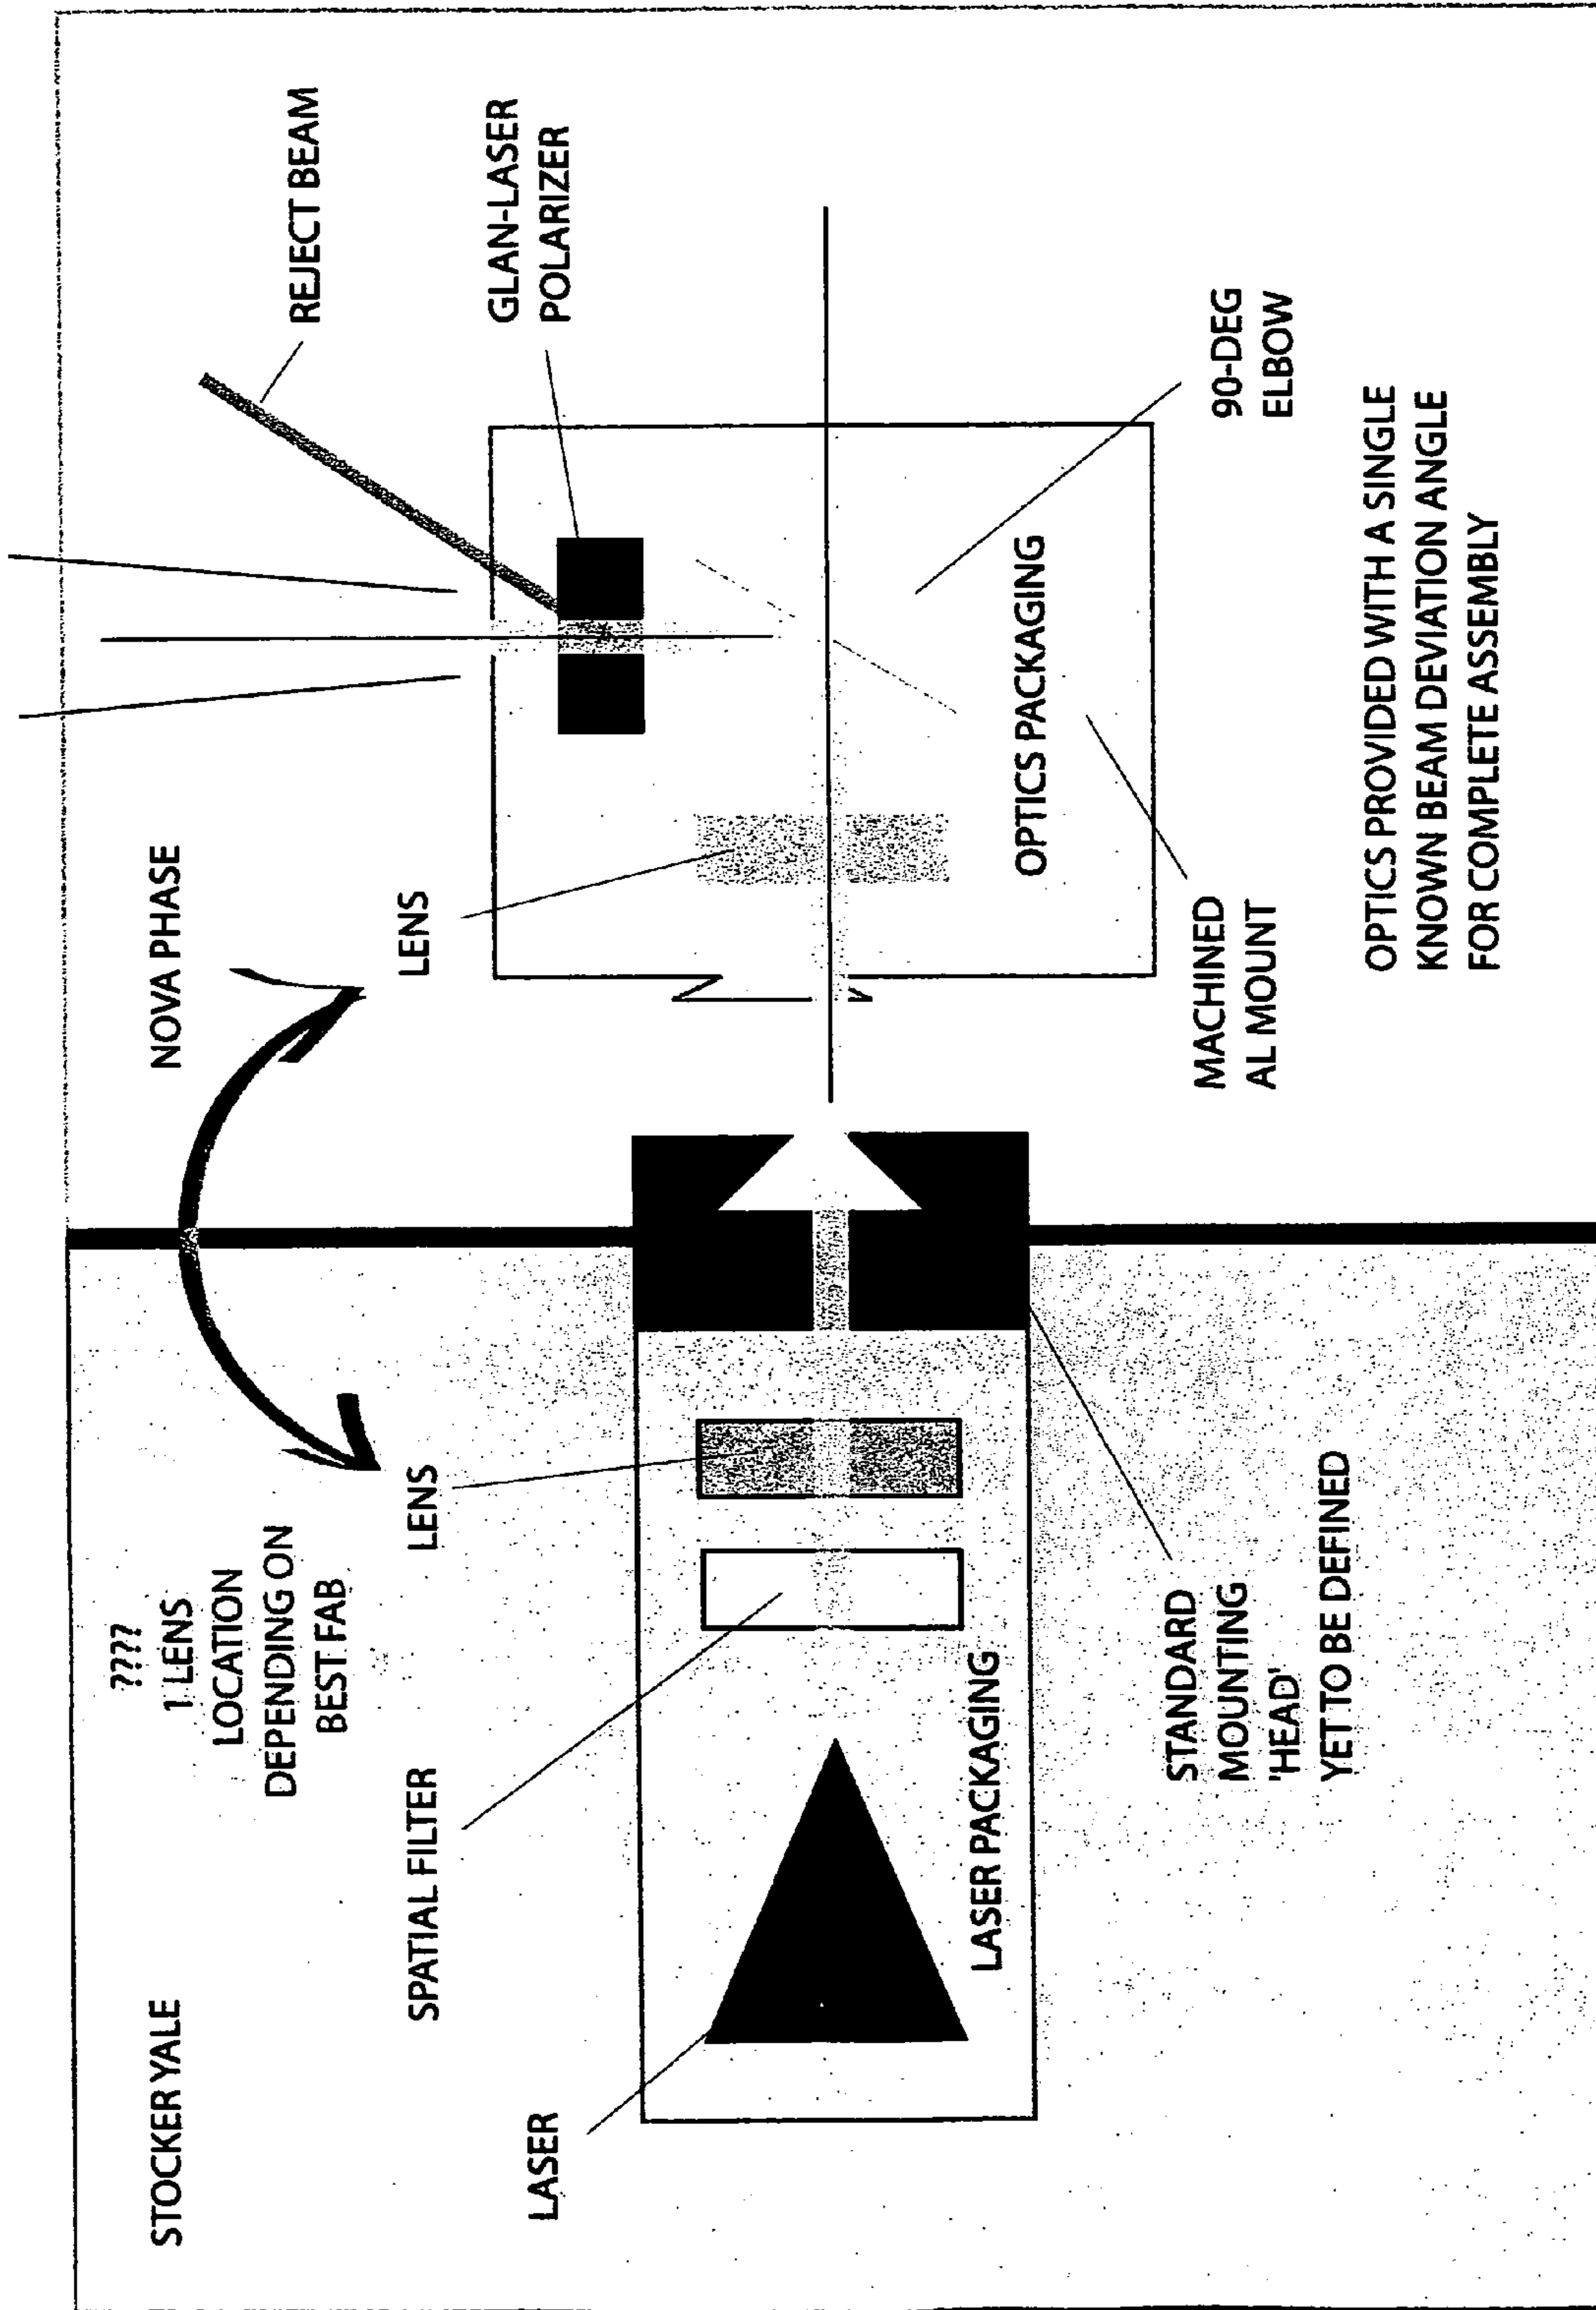 STOCKER YALE
????
1 LENS
LOCATION
DEPENDING ON
BEST FAB
NOVA PHASE
REJECT BEAM
SPATIAL FILTER
LENS
LENS
GLAN-LASER
POLARIZER
LASER
LASER PACKAGING
OPTICS PACKAGING
STANDARD
MOUNTING
'HEAD'
YET TO BE DEFINED
MACHINED
AL MOUNT
90-DEG
ELBOW
OPTICS PROVIDED WITH A SINGLE
KNOWN BEAM DEVIATION ANGLE
FOR COMPLETE ASSEMBLY